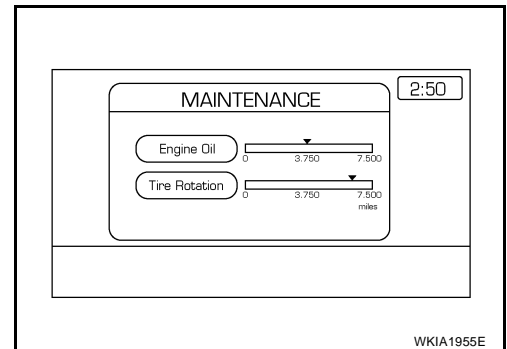 MAINTENANCE 2:50
Engine Oil
0 3.750 7.500
Tire Rotation
0 3.750 7.500
miles
WKIA1955E